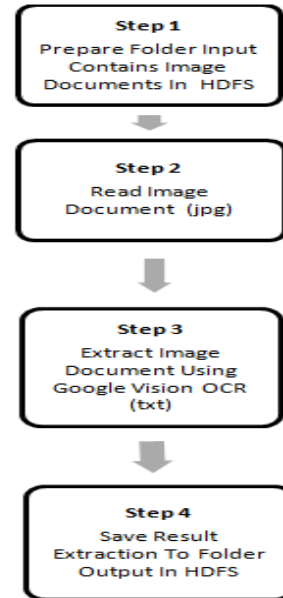 Step 1
Prepare Folder Input
Contains Image
Documents In HDFS
Step 2
Read Image
Document (jpg)
Step 3
Extract Image
Document Using
Google Vision OCR
(txt)
Step 4
Save Result
Extraction To Folder
Output In HDFS